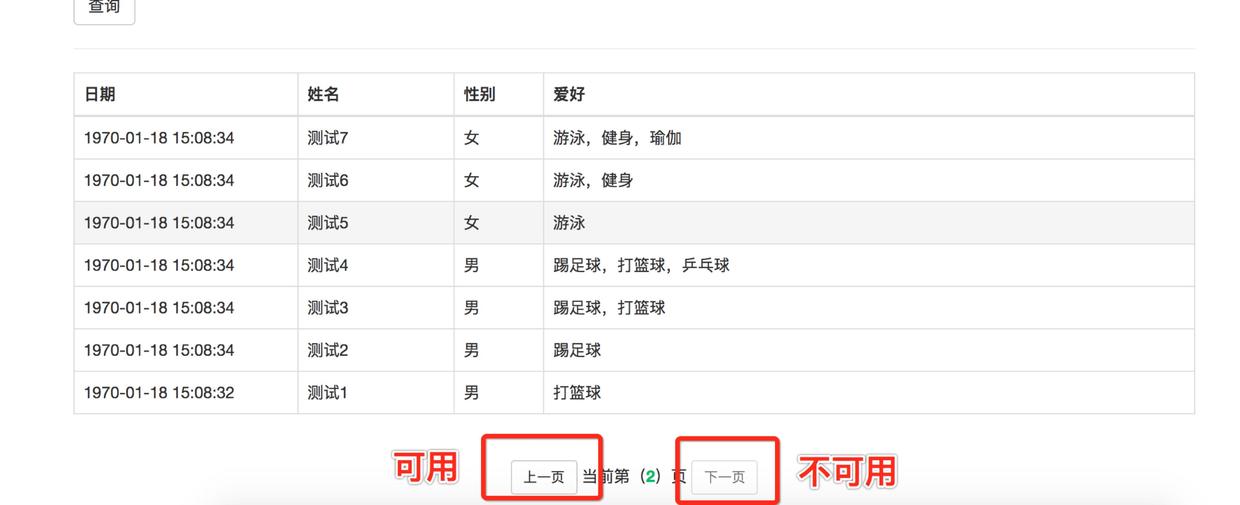 查询
日期 姓名 性别 爱好
1970-01-18 15:08:34 测试7 女 游泳，健身，瑜伽
1970-01-18 15:08:34 测试6 女 游泳，健身
1970-01-18 15:08:34 测试5 女 游泳
1970-01-18 15:08:34 测试4 男 踢足球，打篮球，乒乓球
1970-01-18 15:08:34 测试3 男 踢足球，打篮球
1970-01-18 15:08:34 测试2 男 踢足球
1970-01-18 15:08:32 测试1 男 打篮球
可用 上一页 当前第（2）页 下一页 不可用